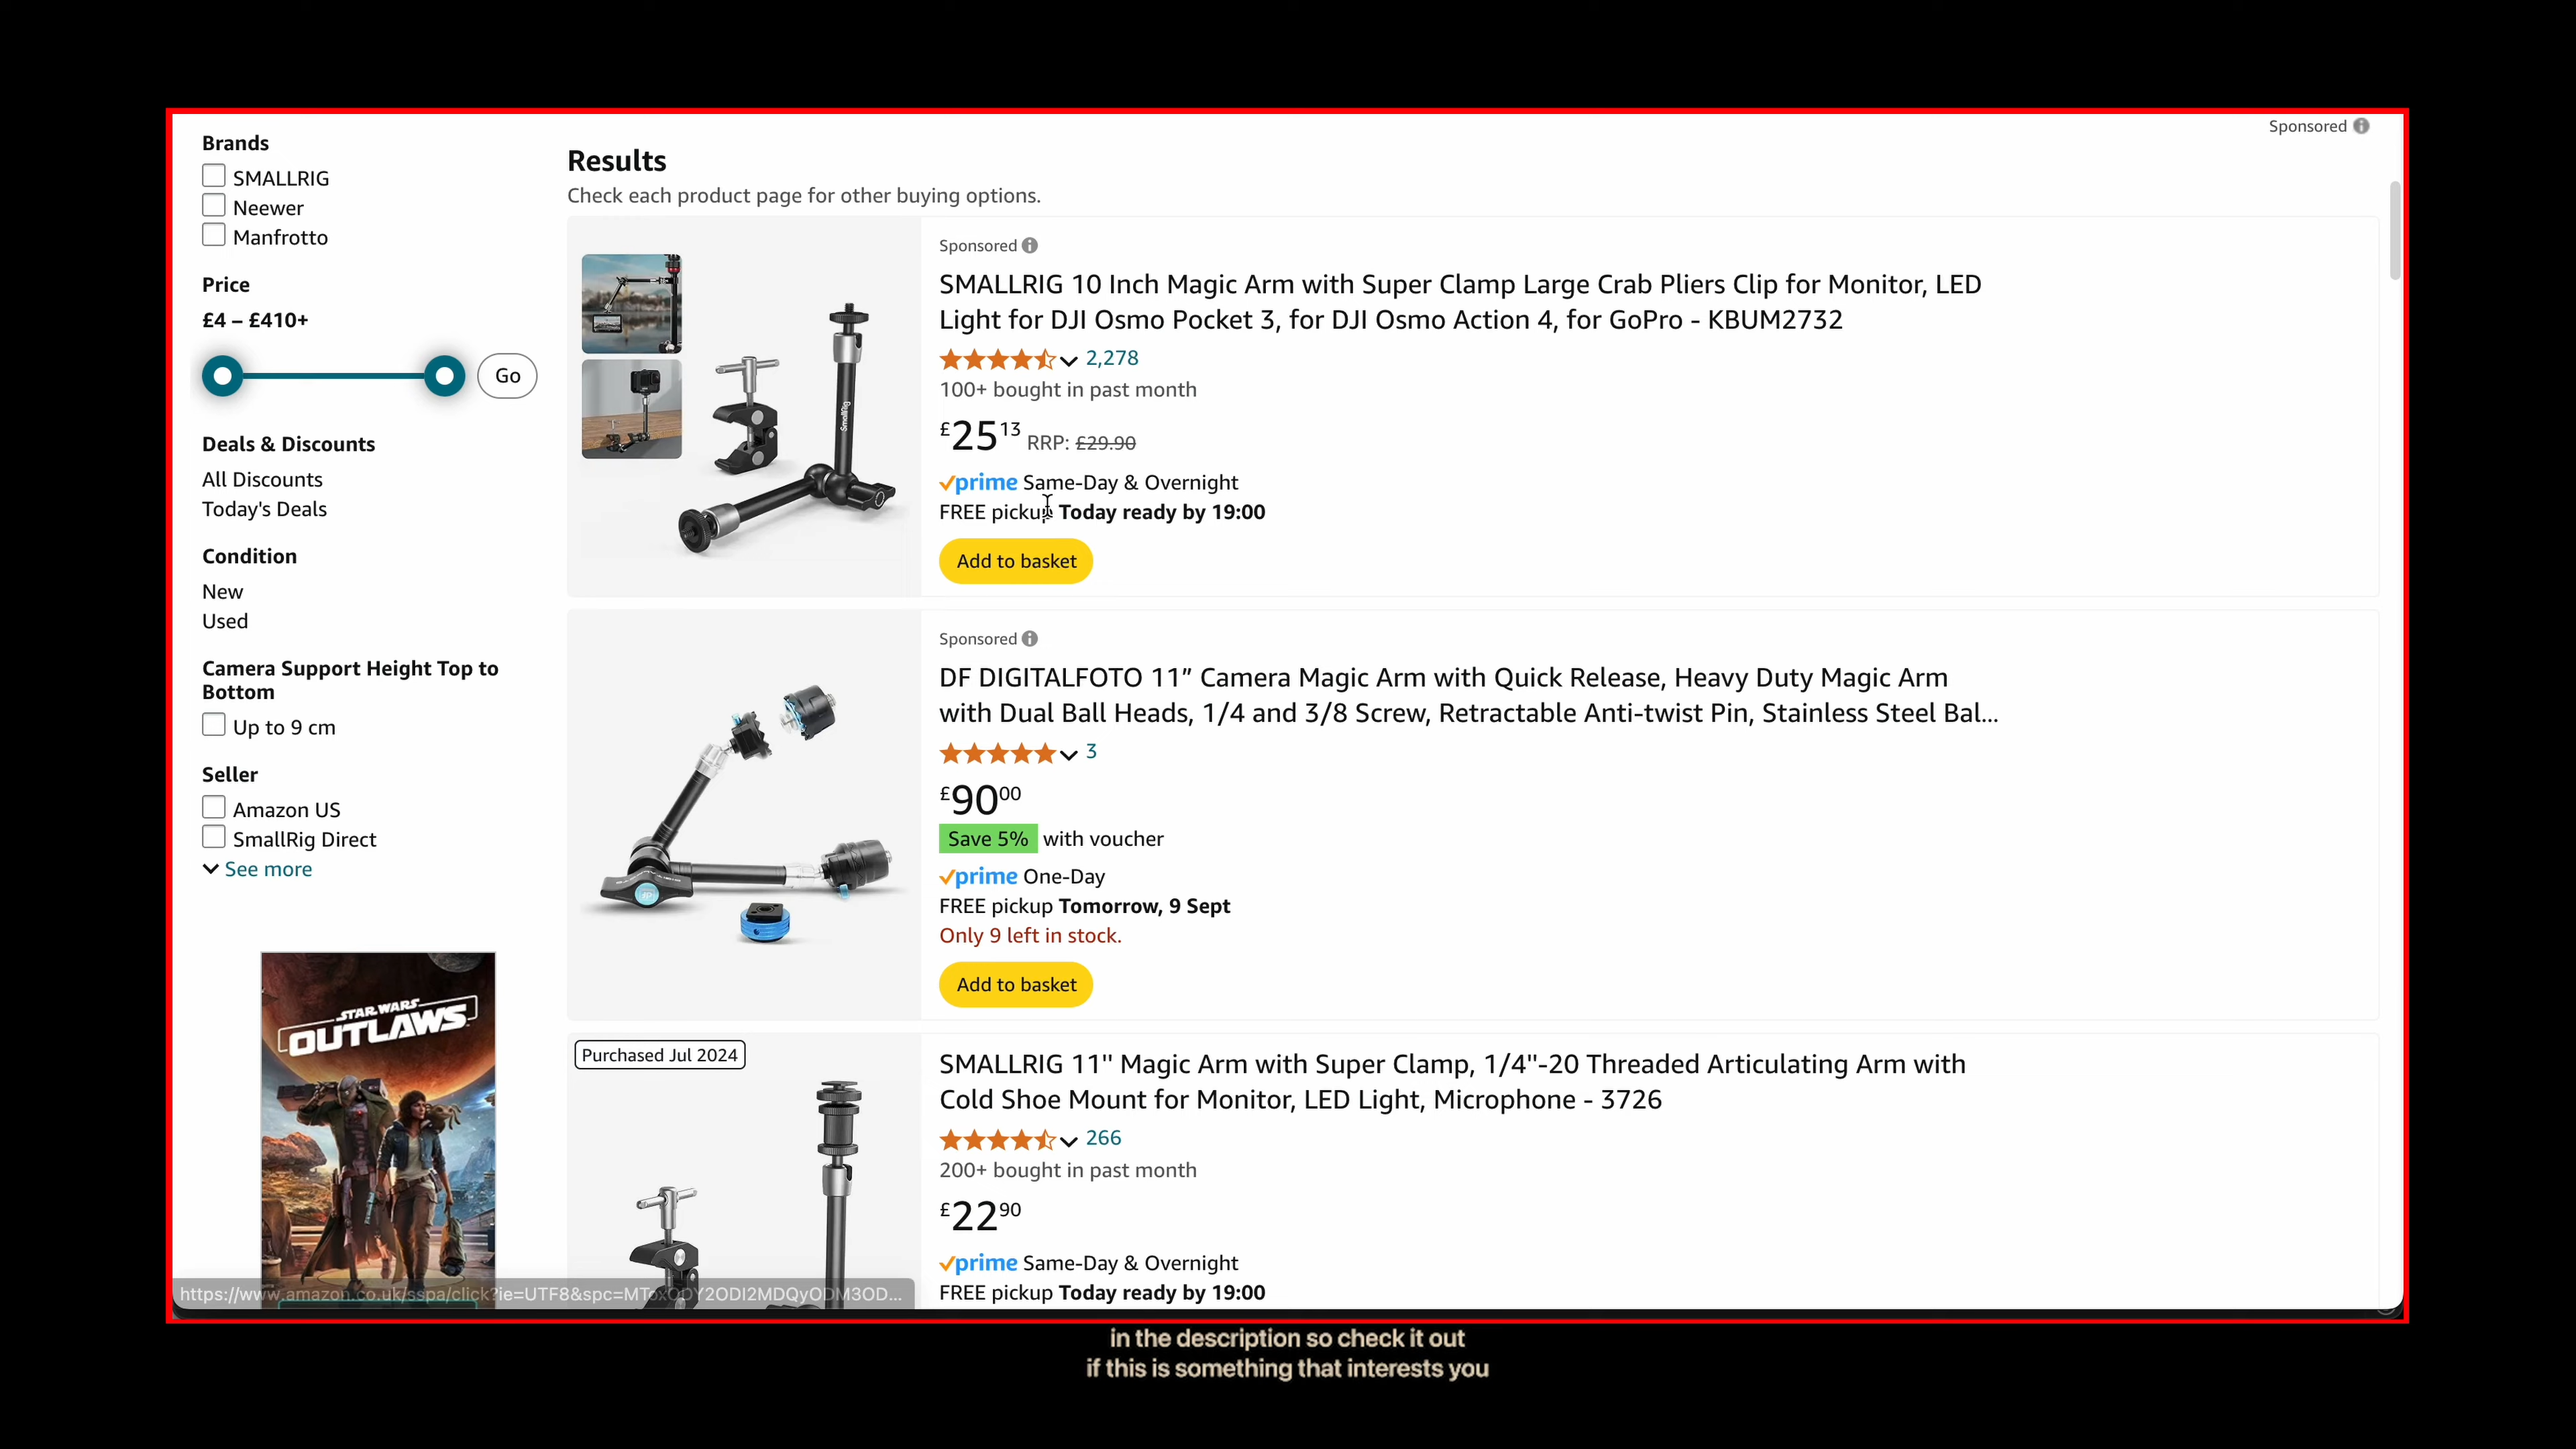 Sponsored
Brands
SMALLRIG
Neewer
Manfrotto
Price
£4 – £410+
Go
Deals & Discounts
All Discounts
Today's Deals
Condition
New
Used
Camera Support Height Top to
Bottom
Up to 9 cm
Seller
Amazon US
SmallRig Direct
See more
STAR WARS
OUTLAWS
Results
Check each product page for other buying options.
SmallRig
Sponsored
SMALLRIG 10 Inch Magic Arm with Super Clamp Large Crab Pliers Clip for Monitor, LED
Light for DJI Osmo Pocket 3, for DJI Osmo Action 4, for GoPro - KBUM2732
2,278
100+ bought in past month
£25 13 RRP: £29.90
prime Same-Day & Overnight
FREE pickup Today ready by 19:00
Add to basket
Sponsored
DF DIGITALFOTO 11” Camera Magic Arm with Quick Release, Heavy Duty Magic Arm
with Dual Ball Heads, 1/4 and 3/8 Screw, Retractable Anti-twist Pin, Stainless Steel Bal...
3
£90 00
Save 5% with voucher
prime One-Day
FREE pickup Tomorrow, 9 Sept
Only 9 left in stock.
Add to basket
Purchased Jul 2024
SMALLRIG 11" Magic Arm with Super Clamp, 1/4"-20 Threaded Articulating Arm with
Cold Shoe Mount for Monitor, LED Light, Microphone - 3726
266
200+ bought in past month
£22 90
prime Same-Day & Overnight
FREE pickup Today ready by 19:00
in the description so check it out
if this is something that interests you